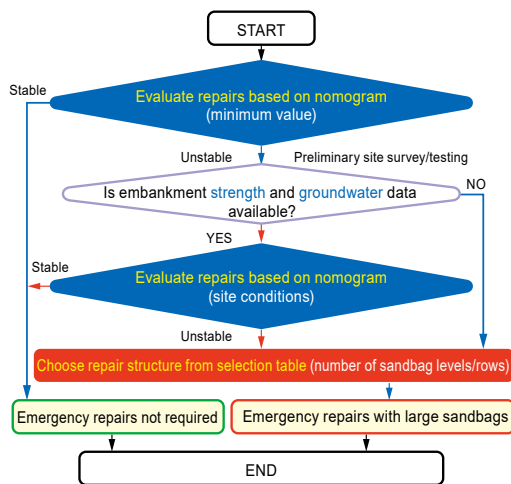 START
Stable
Evaluate repairs based on nomogram
(minimum value)
Unstable
Preliminary site survey/testing
Is embankment strength and groundwater data
available?
NO
YES
Stable
Evaluate repairs based on nomogram
(site conditions)
Unstable
Choose repair structure from selection table (number of sandbag levels/rows)
Emergency repairs not required
Emergency repairs with large sandbags
END